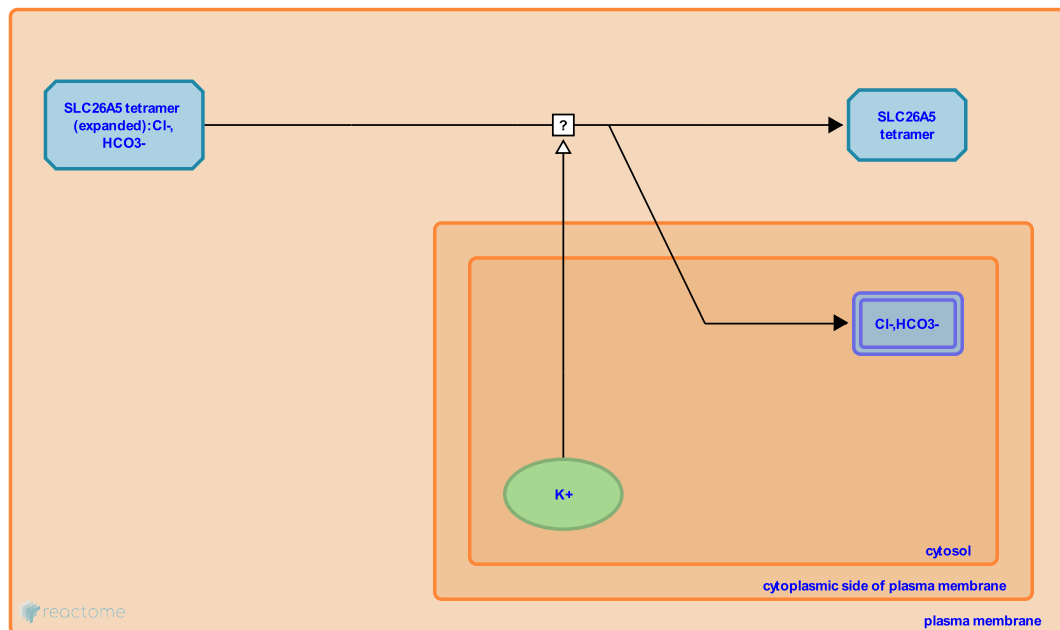 SLC26A5 tetramer
(expanded):Cl-,
HCO3-
?
SLC26A5
tetramer
Cl-,HCO3-
K+
cytosol
cytoplasmic side of plasma membrane
reactome
plasma membrane